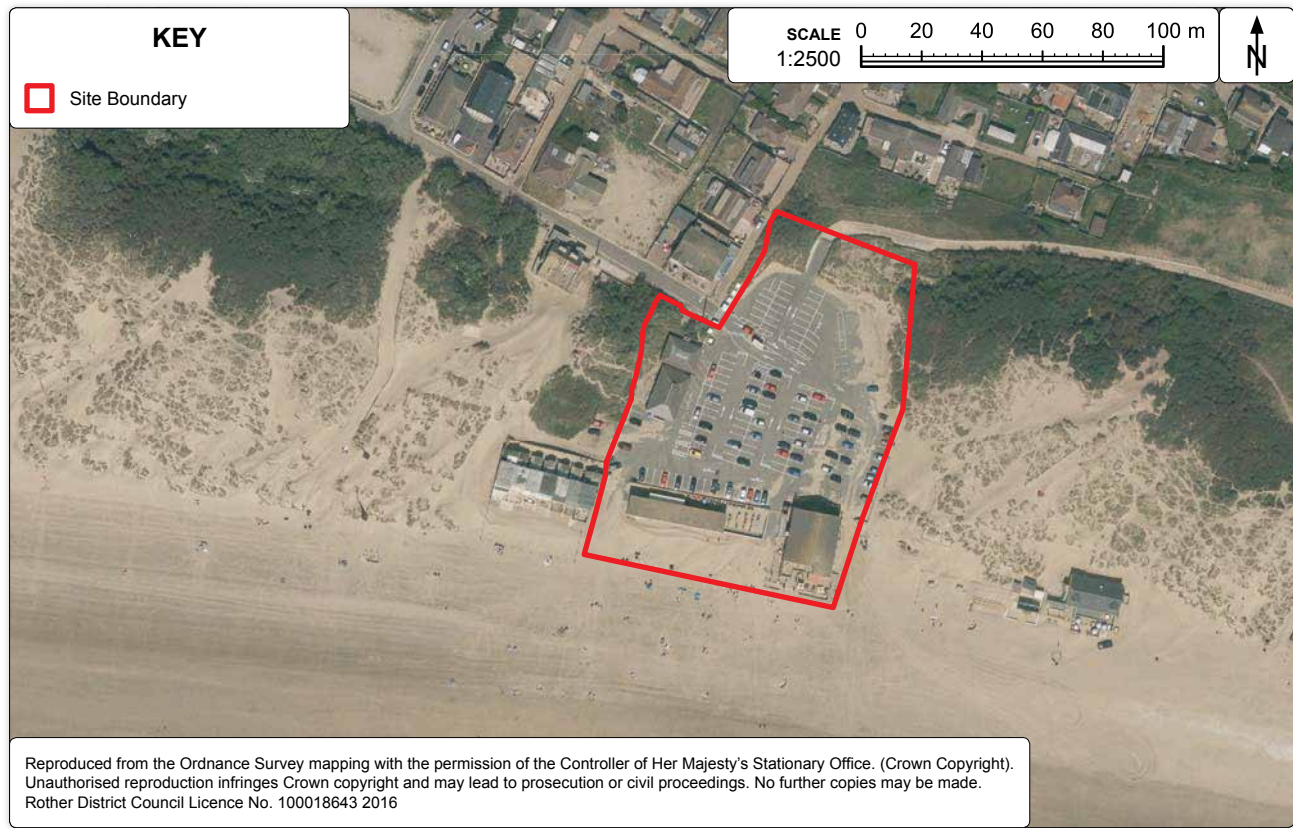 KEY
Site Boundary
SCALE 0 20 40 60 80 100 m
1:2500
N
Reproduced from the Ordnance Survey mapping with the permission of the Controller of Her Majesty's Stationary Office. (Crown Copyright).
Unauthorised reproduction infringes Crown copyright and may lead to prosecution or civil proceedings. No further copies may be made.
Rother District Council Licence No. 100018643 2016